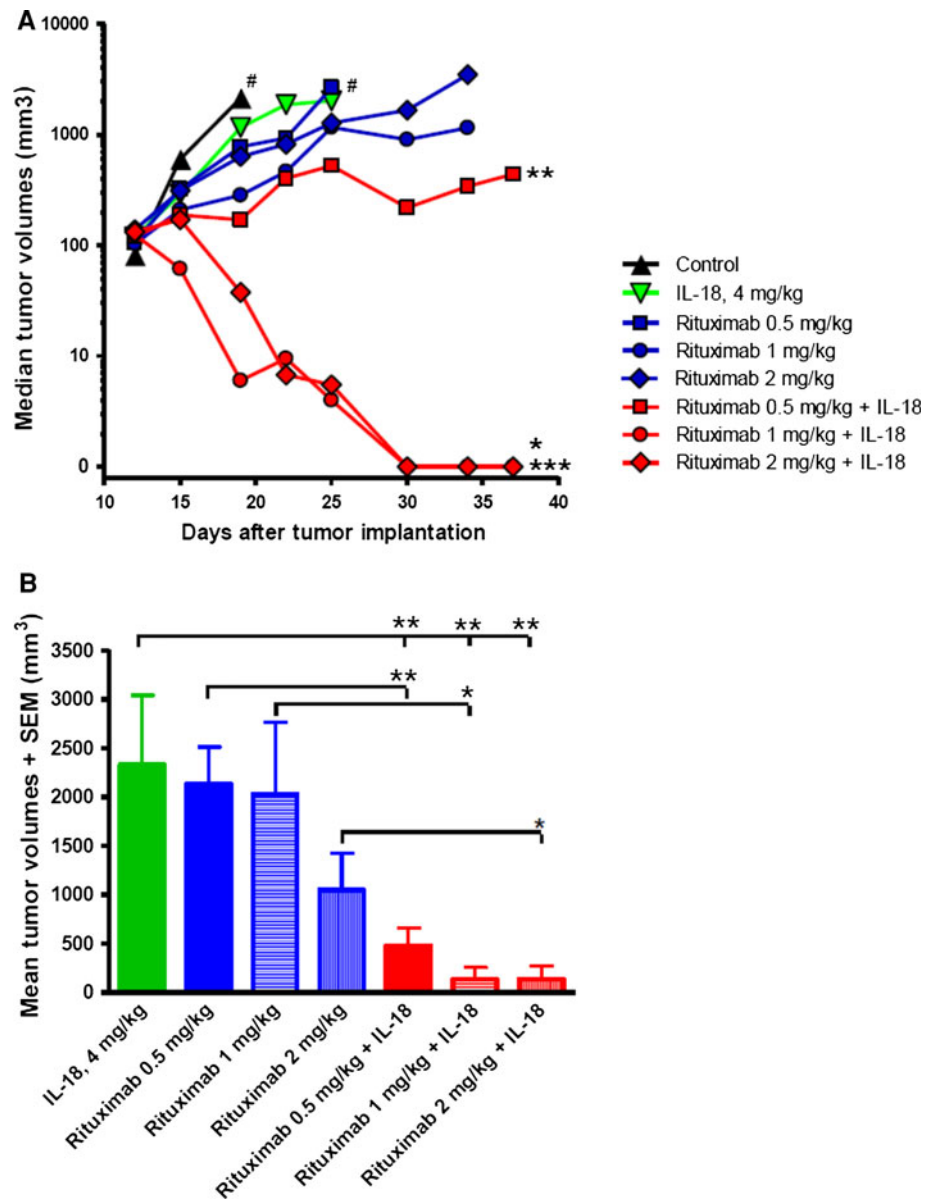 A
Median tumor volumes (mm3)
10000
1000
100
10
0
#
#
**
*
***
10 15 20 25 30 35 40
Days after tumor implantation
Control
IL-18, 4 mg/kg
Rituximab 0.5 mg/kg
Rituximab 1 mg/kg
Rituximab 2 mg/kg
Rituximab 0.5 mg/kg + IL-18
Rituximab 1 mg/kg + IL-18
Rituximab 2 mg/kg + IL-18
B
Mean tumor volumes + SEM (mm³)
3500
3000
2500
2000
1500
1000
500
0
** ** **
**
*
*
IL-18, 4 mg/kg
Rituximab 0.5 mg/kg
Rituximab 1 mg/kg
Rituximab 2 mg/kg
Rituximab 0.5 mg/kg + IL-18
Rituximab 1 mg/kg + IL-18
Rituximab 2 mg/kg + IL-18